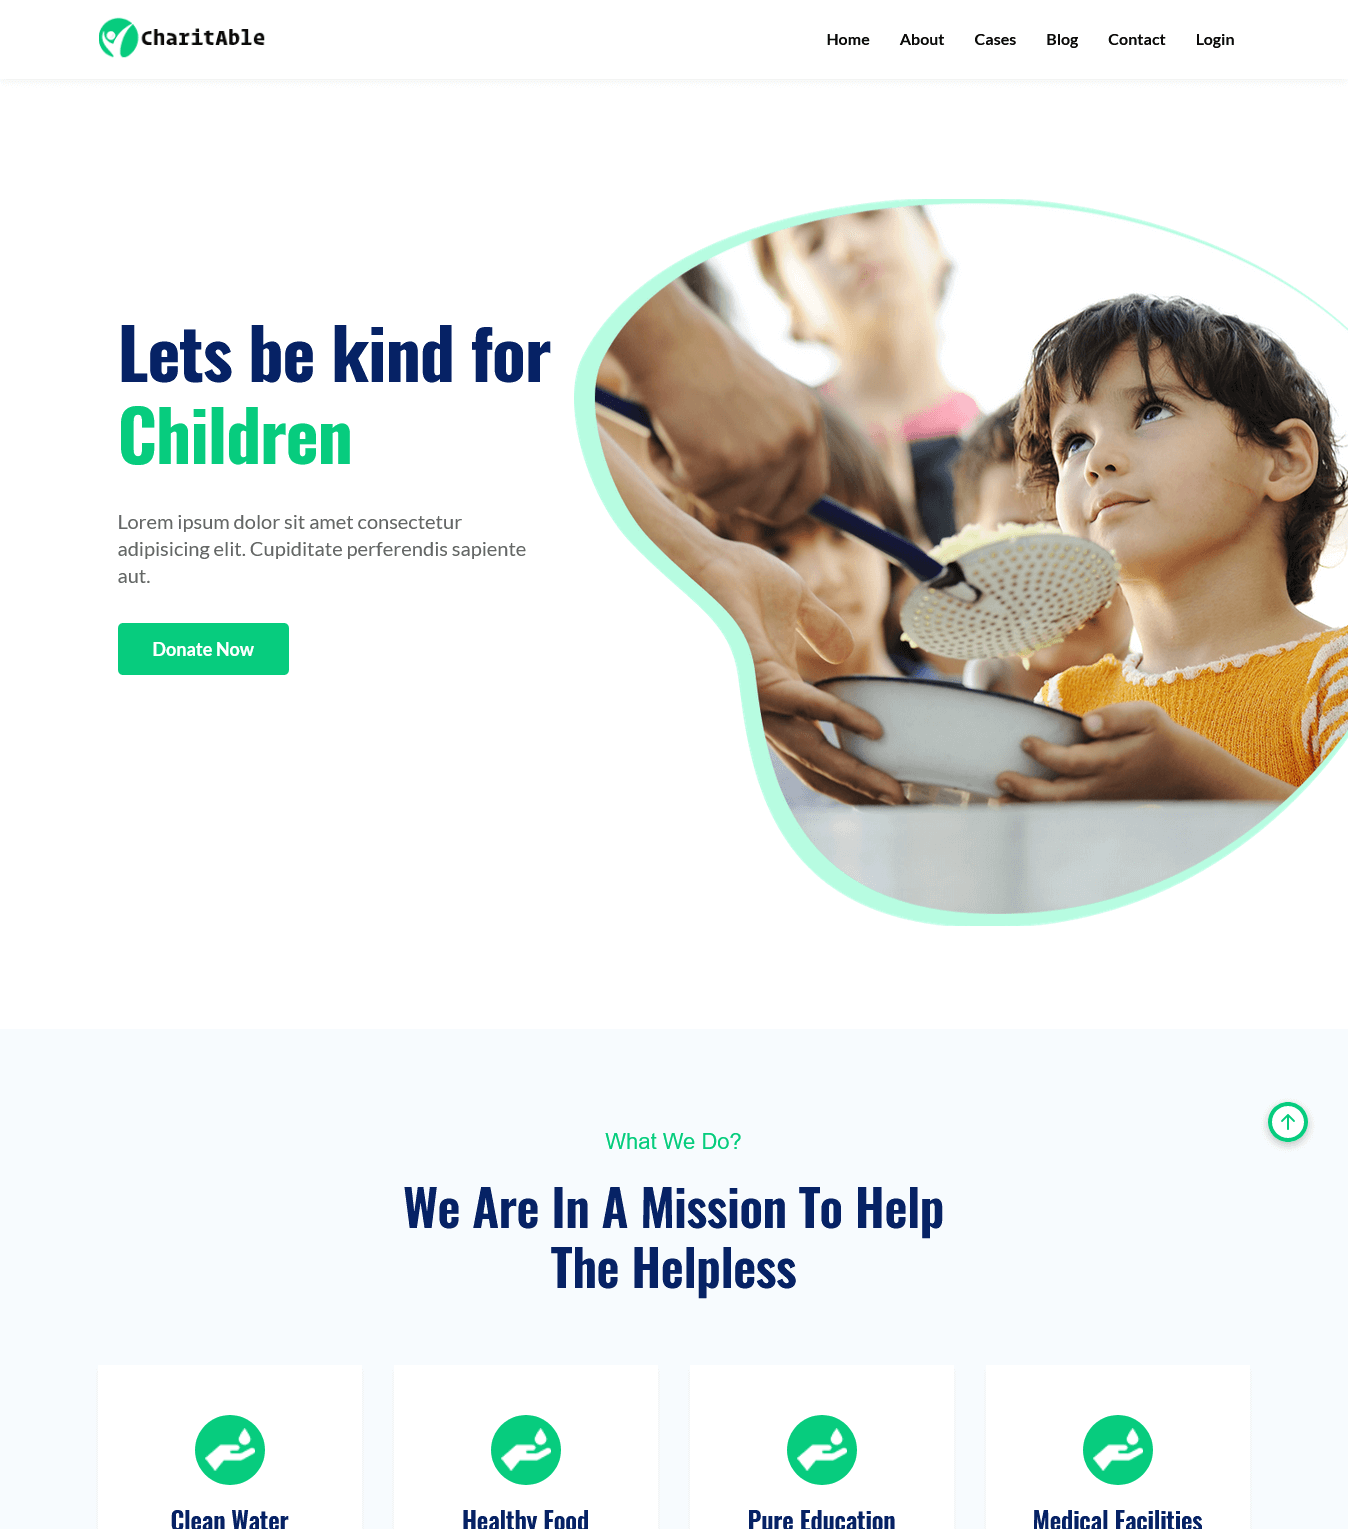 CharitAble
Home About Cases Blog Contact Login
Lets be kind for
Children
Lorem ipsum dolor sit amet consectetur
adipisicing elit. Cupiditate perferendis sapiente
aut.
Donate Now
What We Do?
We Are In A Mission To Help
The Helpless
Clean Water
Healthy Food
Pure Education
Medical Facilities